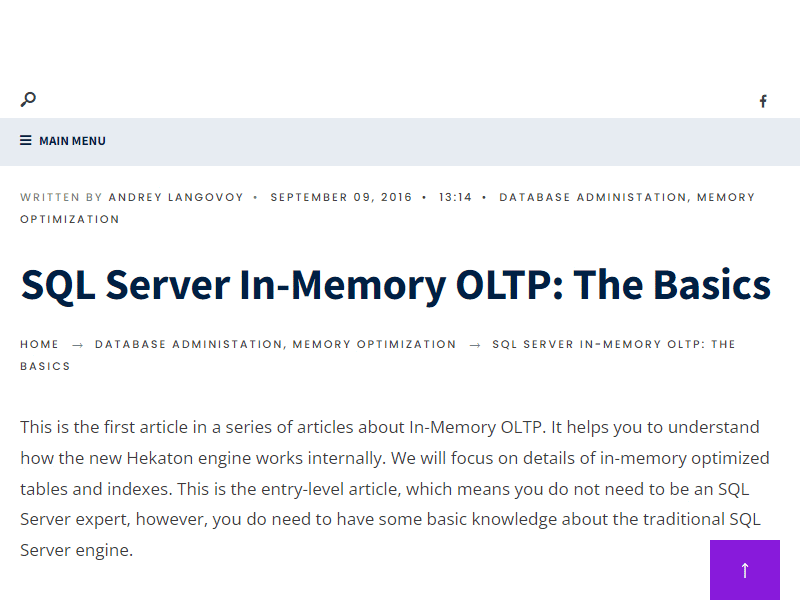 MAIN MENU
WRITTEN BY ANDREY LANGOVOY • SEPTEMBER 09, 2016 • 13:14 • DATABASE ADMINISTATION, MEMORY
OPTIMIZATION
SQL Server In-Memory OLTP: The Basics
HOME → DATABASE ADMINISTATION, MEMORY OPTIMIZATION → SQL SERVER IN-MEMORY OLTP: THE
BASICS
This is the first article in a series of articles about In-Memory OLTP. It helps you to understand
how the new Hekaton engine works internally. We will focus on details of in-memory optimized
tables and indexes. This is the entry-level article, which means you do not need to be an SQL
Server expert, however, you do need to have some basic knowledge about the traditional SQL
Server engine.